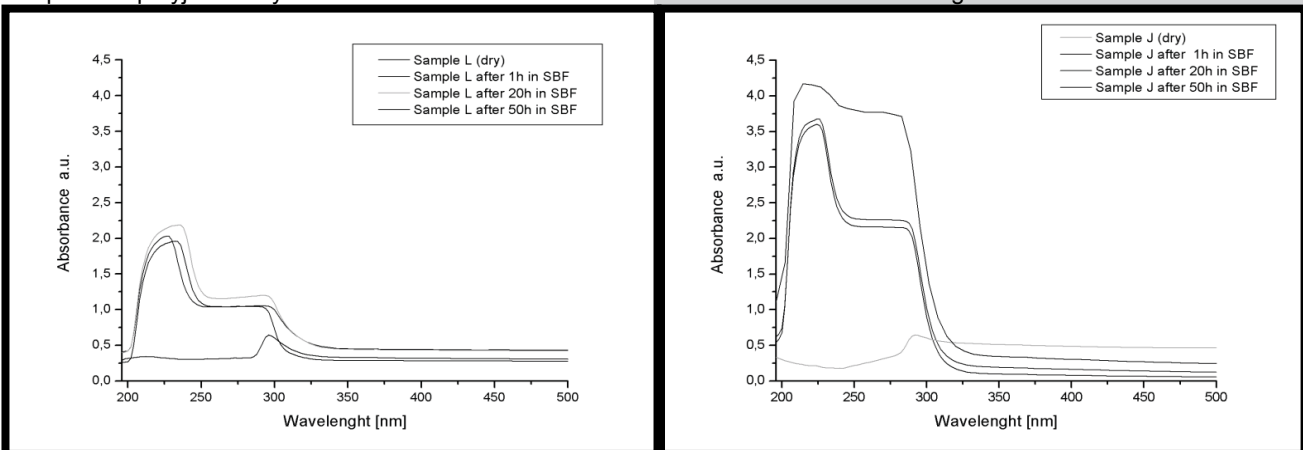 Sample L (dry)
Sample L after 1h in SBF
Sample L after 20h in SBF
Sample L after 50h in SBF
4,5
4,0
3,5
3,0
2,5
2,0
1,5
1,0
0,5
0,0
Absorbance a.u.
200 250 300 350 400 450 500
Wavelenght [nm]
Sample J (dry)
Sample J after 1h in SBF
Sample J after 20h in SBF
Sample J after 50h in SBF
4,5
4,0
3,5
3,0
2,5
2,0
1,5
1,0
0,5
0,0
Absorbance a.u.
200 250 300 350 400 450 500
Wavelenght [nm]